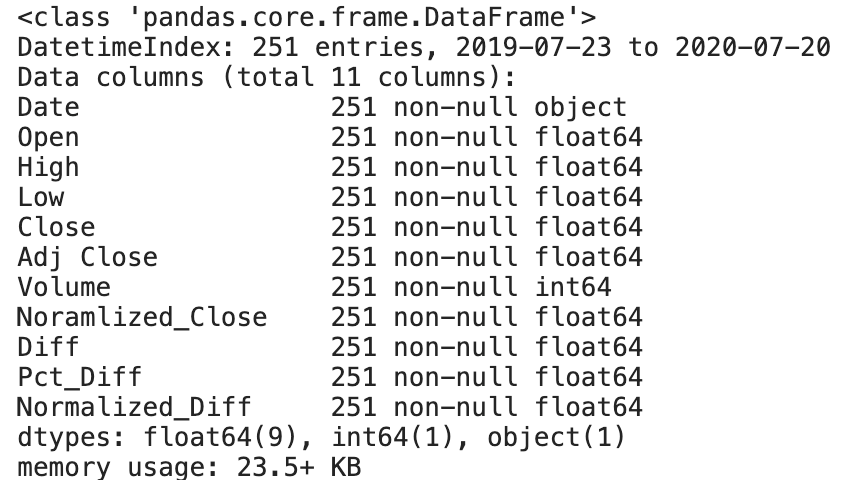 <class 'pandas.core.frame.DataFrame'>
DatetimeIndex: 251 entries, 2019-07-23 to 2020-07-20
Data columns (total 11 columns):
Date                251 non-null object
Open                251 non-null float64
High                251 non-null float64
Low                 251 non-null float64
Close               251 non-null float64
Adj Close           251 non-null float64
Volume              251 non-null int64
Noramlized_Close    251 non-null float64
Diff                251 non-null float64
Pct_Diff            251 non-null float64
Normalized_Diff     251 non-null float64
dtypes: float64(9), int64(1), object(1)
memory usage: 23.5+ KB